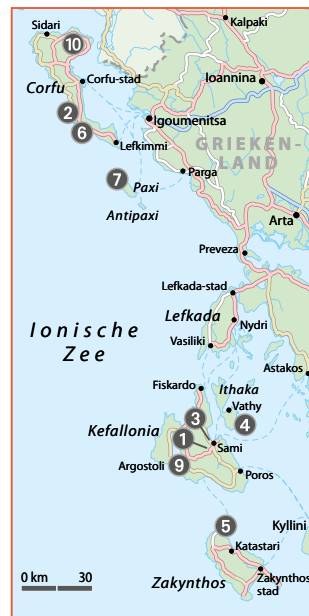 Kalpaki
Sidari
10
Corfu-stad
Ioannina
Corfu
2
Igoumenitsa
6
Lefkimmi
GRIEKEN-
LAND
7
Paxi
Parga
Antipaxi
Arta
Preveza
Lefkada-stad
Lefkada
Nydri
Ionische
Zee
Vasiliki
Astakos
Fiskardo
Ithaka
Vathy
3
4
Kefallonia
1
Sami
Argostoli
9
Poros
5
Kyllini
Katastari
0 km 30
Zakynthos
Zakynthos
stad